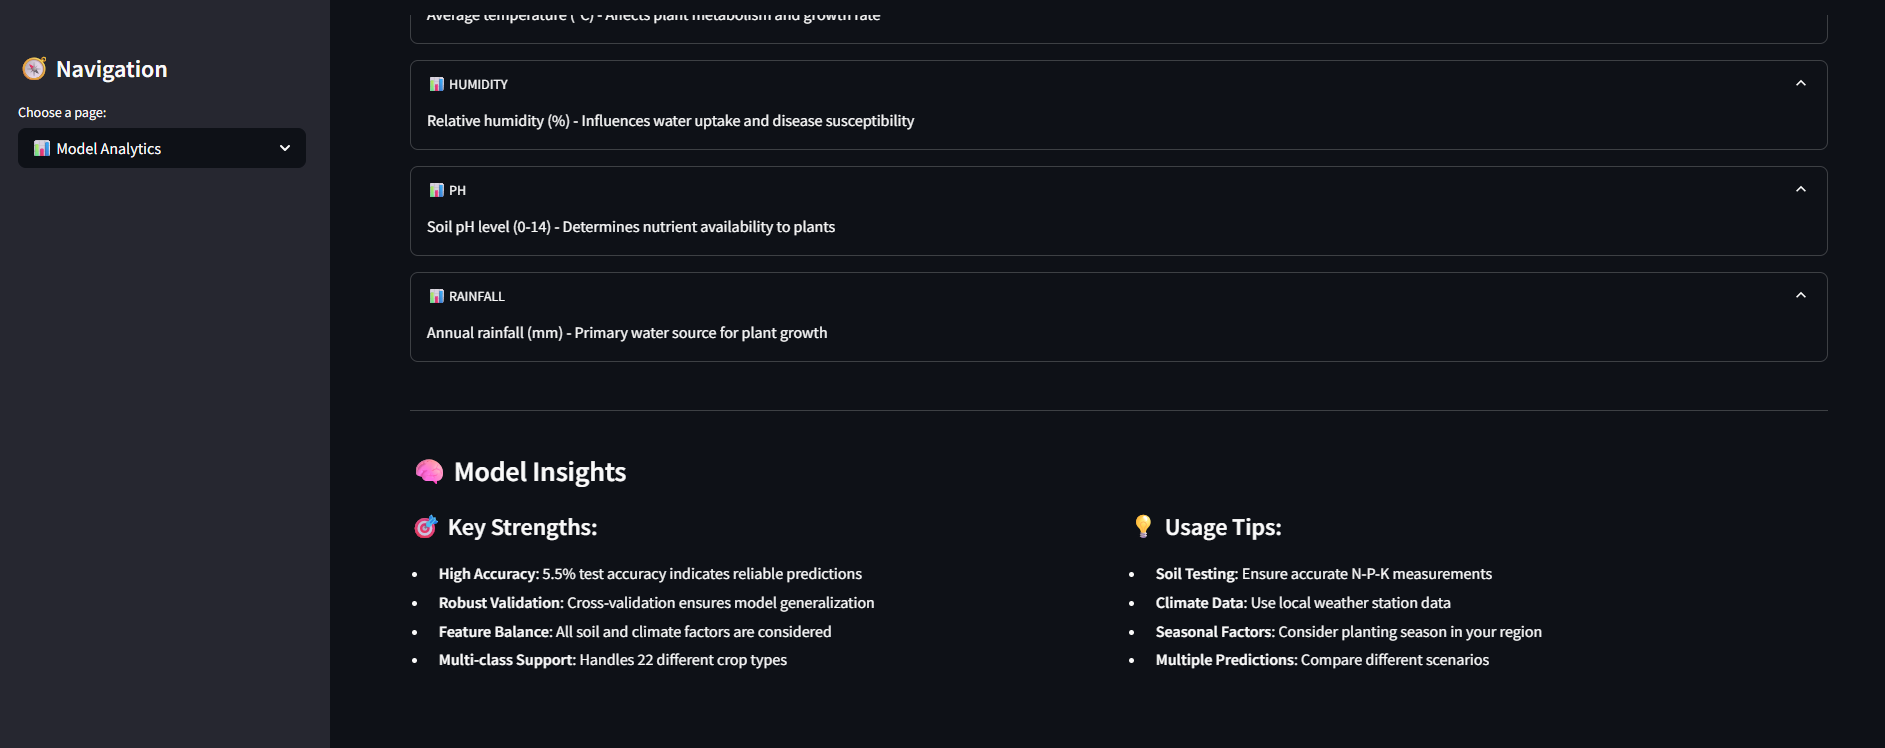 Navigation
Choose a page:
Model Analytics
Average temperature (°C) - Affects plant metabolism and growth rate
HUMIDITY
Relative humidity (%) - Influences water uptake and disease susceptibility
PH
Soil pH level (0-14) - Determines nutrient availability to plants
RAINFALL
Annual rainfall (mm) - Primary water source for plant growth
Model Insights
Key Strengths:
• High Accuracy: 5.5% test accuracy indicates reliable predictions
• Robust Validation: Cross-validation ensures model generalization
• Feature Balance: All soil and climate factors are considered
• Multi-class Support: Handles 22 different crop types
Usage Tips:
• Soil Testing: Ensure accurate N-P-K measurements
• Climate Data: Use local weather station data
• Seasonal Factors: Consider planting season in your region
• Multiple Predictions: Compare different scenarios